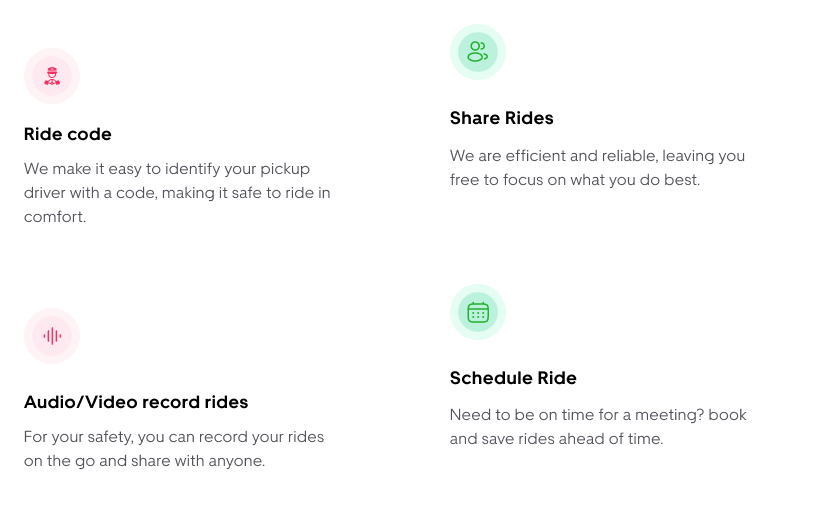 Ride code
We make it easy to identify your pickup
driver with a code, making it safe to ride in
comfort.
Share Rides
We are efficient and reliable, leaving you
free to focus on what you do best.
Audio/Video record rides
For your safety, you can record your rides
on the go and share with anyone.
Schedule Ride
Need to be on time for a meeting? book
and save rides ahead of time.